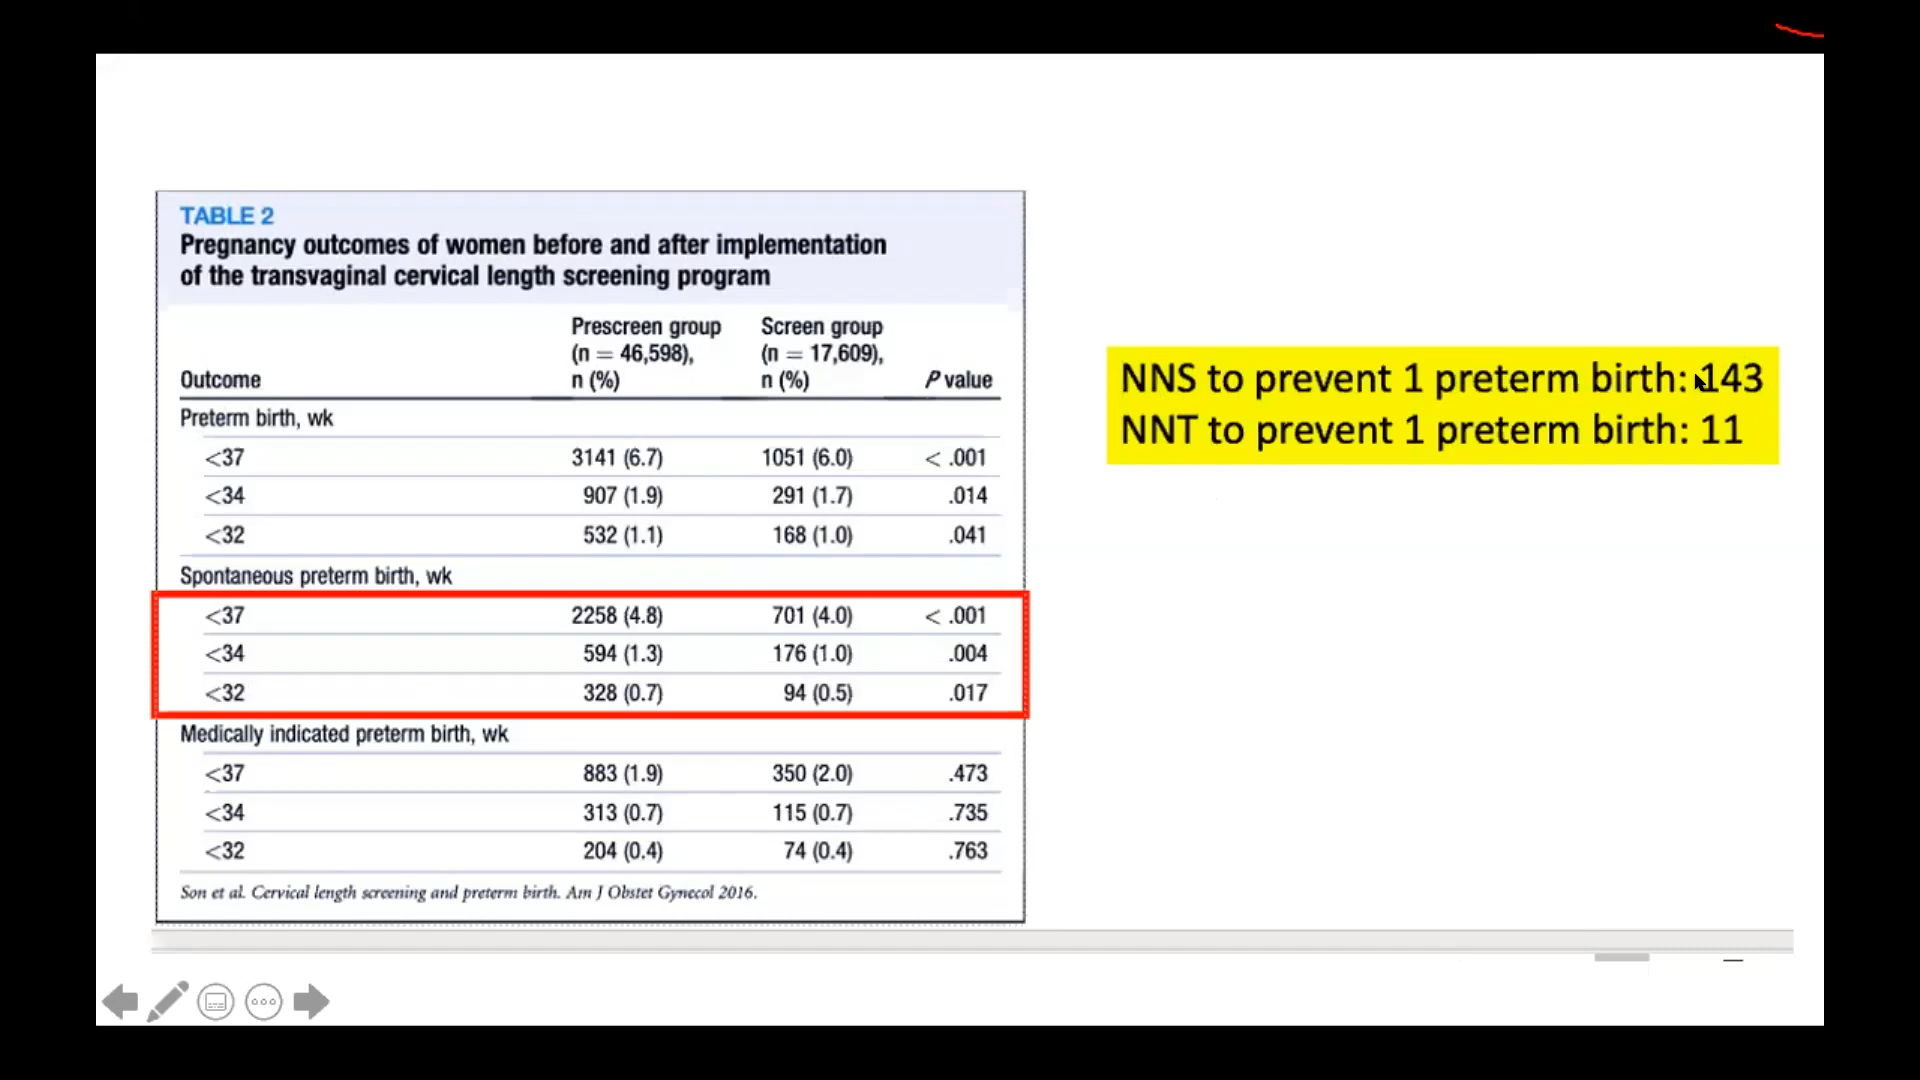 TABLE 2
Pregnancy outcomes of women before and after implementation
of the transvaginal cervical length screening program
Prescreen group Screen group
(n = 46,598), (n = 17,609),
Outcome n (%) n (%) P value
Preterm birth, wk
<37 3141 (6.7) 1051 (6.0) < .001
<34 907 (1.9) 291 (1.7) .014
<32 532 (1.1) 168 (1.0) .041
Spontaneous preterm birth, wk
<37 2258 (4.8) 701 (4.0) < .001
<34 594 (1.3) 176 (1.0) .004
<32 328 (0.7) 94 (0.5) .017
Medically indicated preterm birth, wk
<37 883 (1.9) 350 (2.0) .473
<34 313 (0.7) 115 (0.7) .735
<32 204 (0.4) 74 (0.4) .763
Son et al. Cervical length screening and preterm birth. Am J Obstet Gynecol 2016.
NNS to prevent 1 preterm birth: 143
NNT to prevent 1 preterm birth: 11